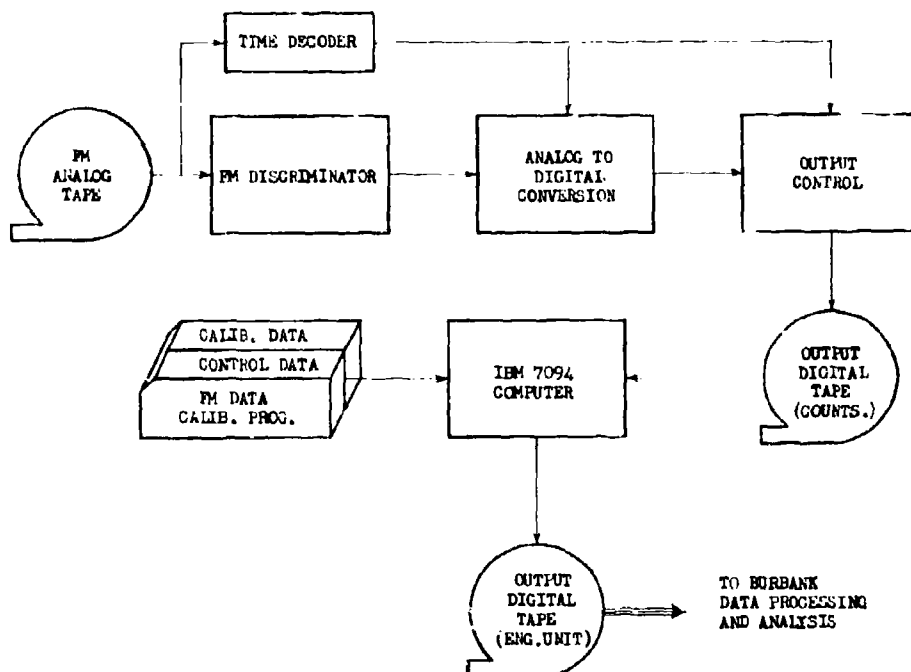 TIME DECODER
FM
ANALOG
TAPE
FM DISCRIMINATOR
ANALOG TO
DIGITAL
CONVERSION
OUTPUT
CONTROL
CALIB. DATA
CONTROL DATA
FM DATA
CALIB. PROG.
IBM 7094
COMPUTER
OUTPUT
DIGITAL
TAPE
(COUNTS.)
OUTPUT
DIGITAL
TAPE
(ENG.UNIT)
TO BURBANK
DATA PROCESSING
AND ANALYSIS